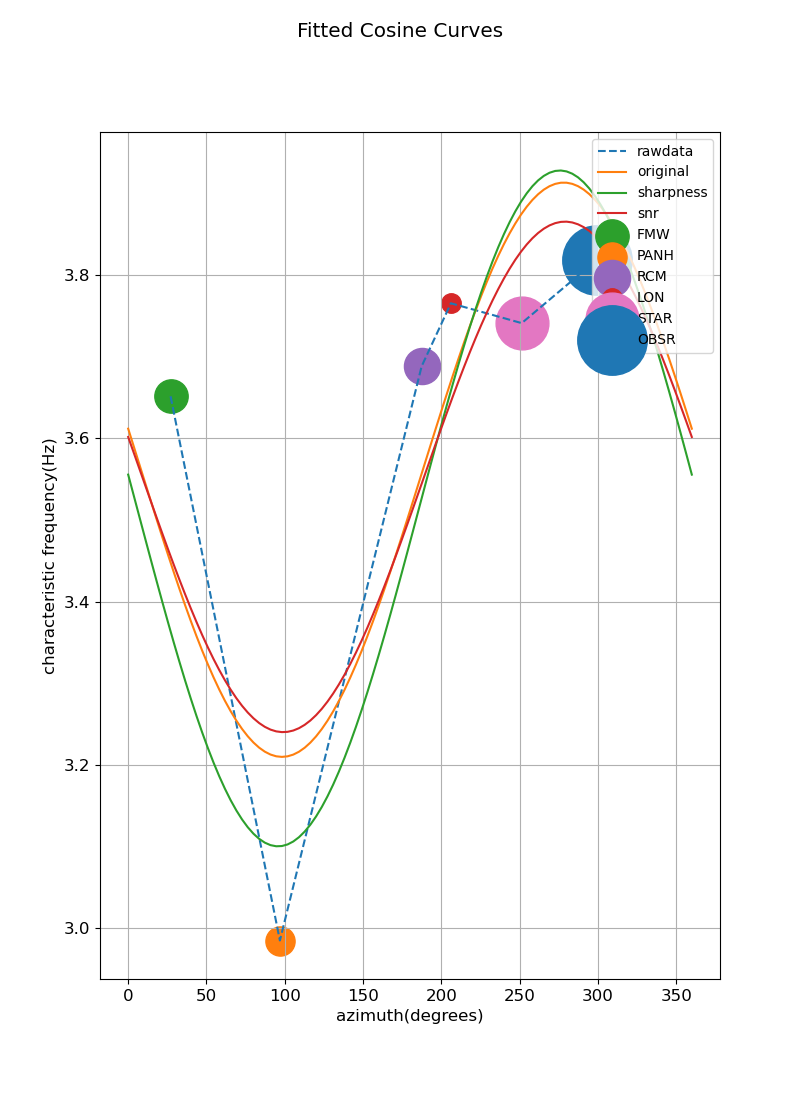 Fitted Cosine Curves
rawdata
original
sharpness
snr
FMW
PANH
RCM
LON
STAR
OBSR
3.8
3.6
3.4
3.2
3.0
characteristic frequency(Hz)
0 50 100 150 200 250 300 350
azimuth(degrees)